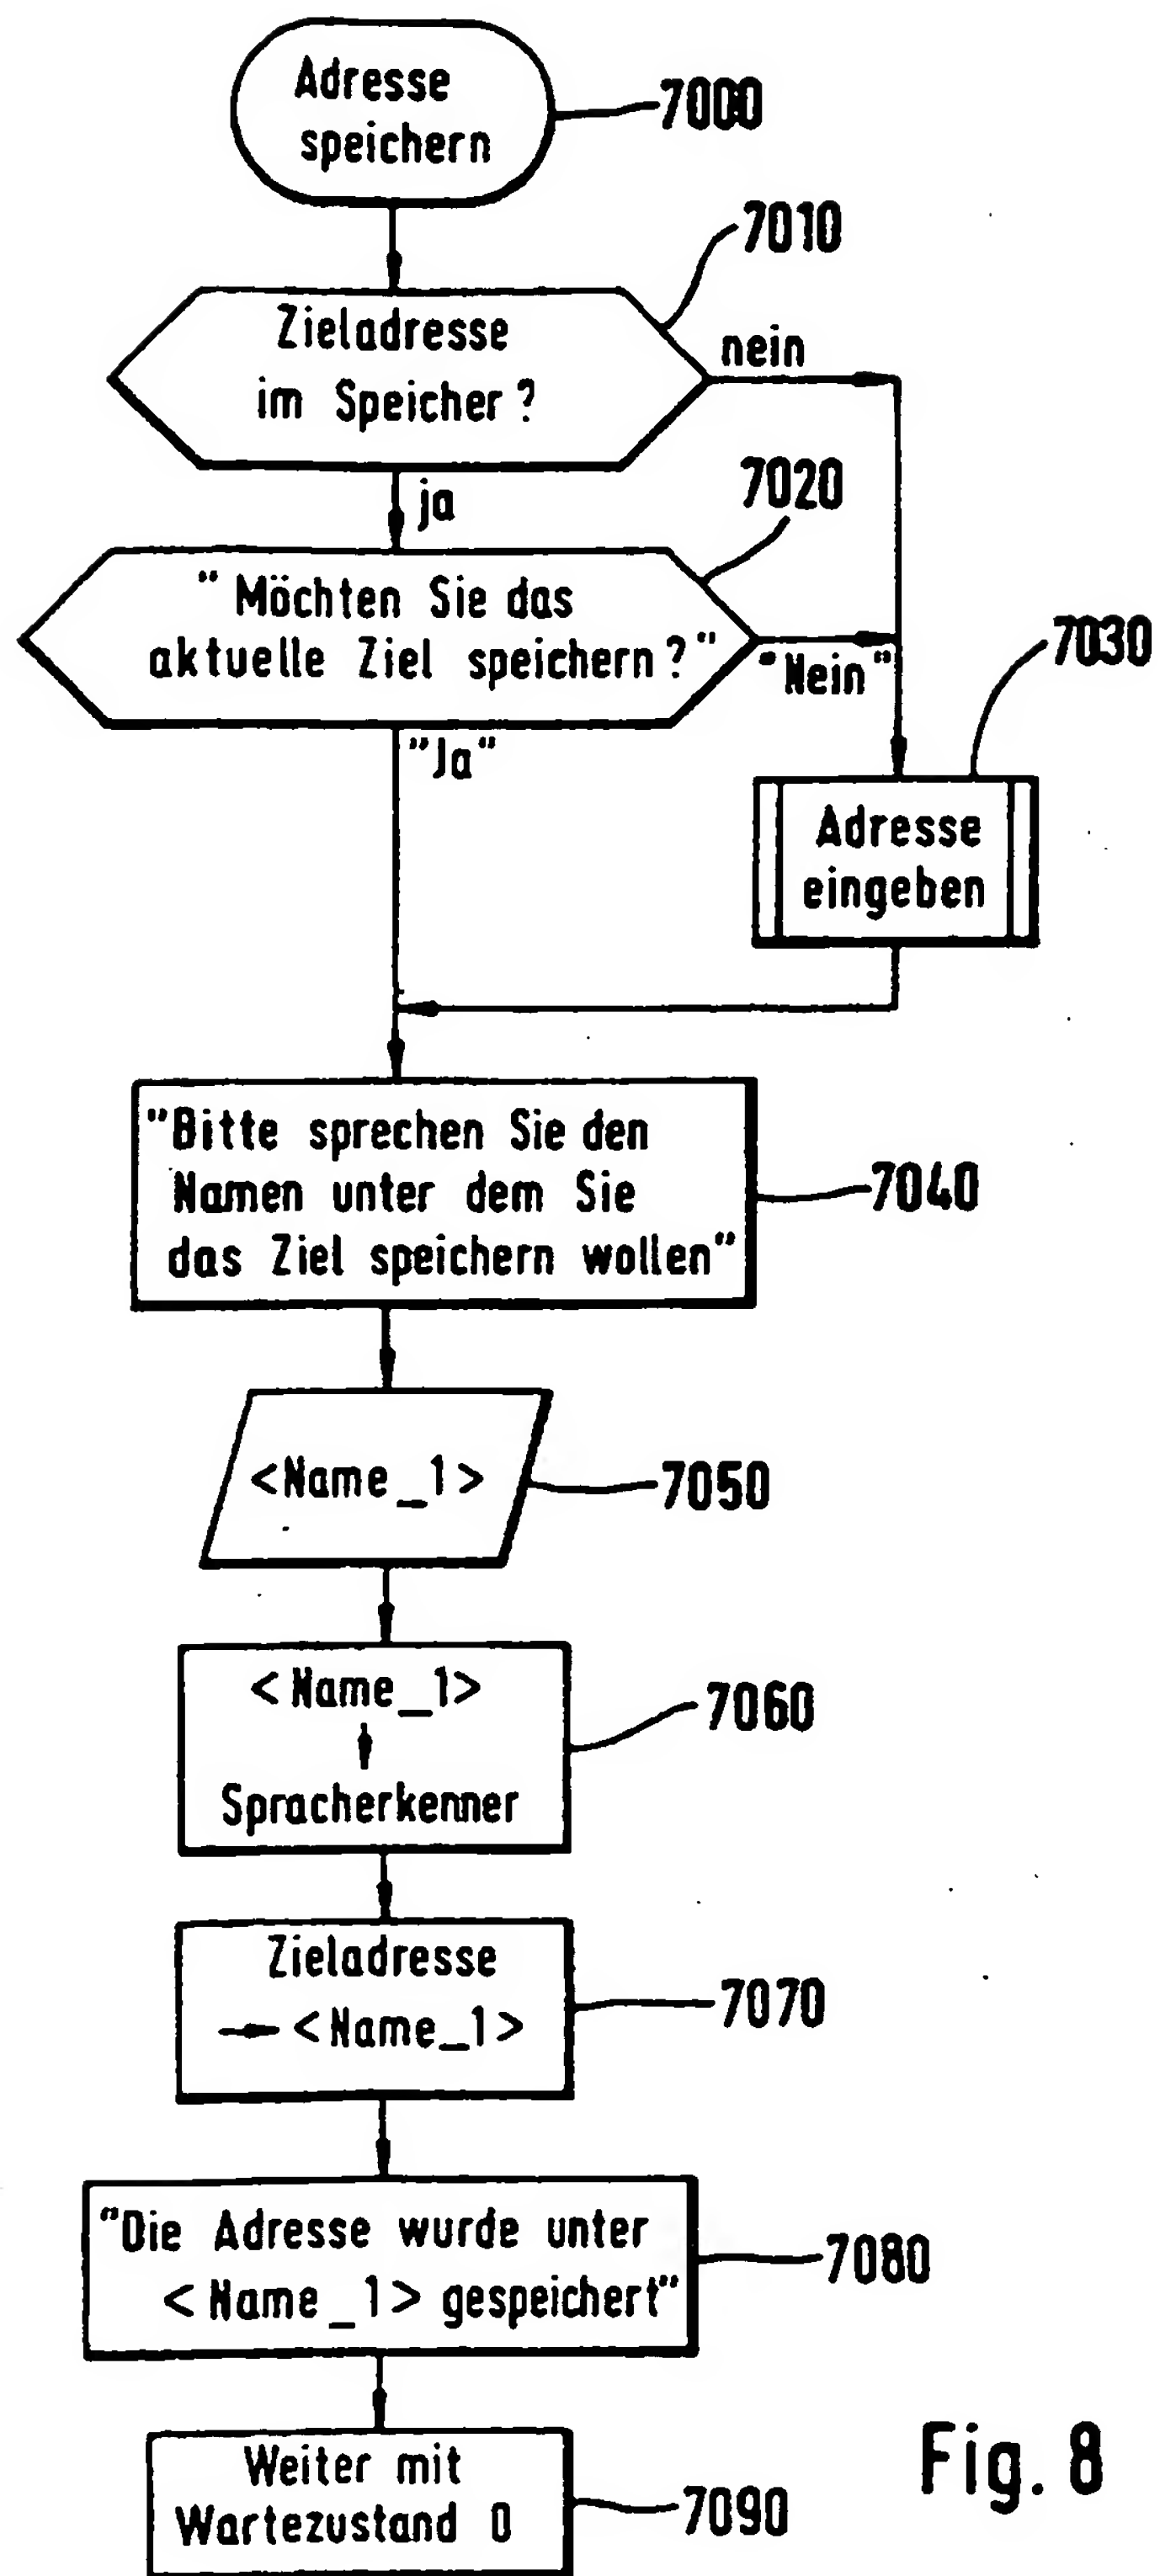 Adresse
speichern
7000
7010
Zieladresse
im Speicher?
nein
ja
7020
"Möchten Sie das
aktuelle Ziel speichern?"
"Nein"
"Ja"
7030
Adresse
eingeben
"Bitte sprechen Sie den
Namen unter dem Sie
das Ziel speichern wollen"
7040
<Name_1>
7050
<Name_1>
Spracherkenner
7060
Zieladresse
→ <Name_1>
7070
"Die Adresse wurde unter
<Name_1> gespeichert"
7080
Weiter mit
Wartezustand 0
7090
Fig. 8